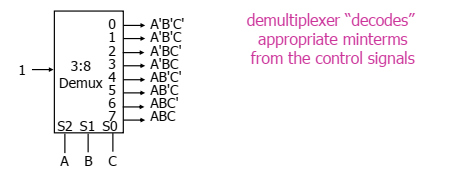 0 A'B'C'
1 A'B'C
2 A'BC'
3 A'BC
4 AB'C'
5 AB'C
6 ABC'
7 ABC
1
3:8
Demux
S2 S1 S0
A B C
demultiplexer “decodes”
appropriate minterms
from the control signals